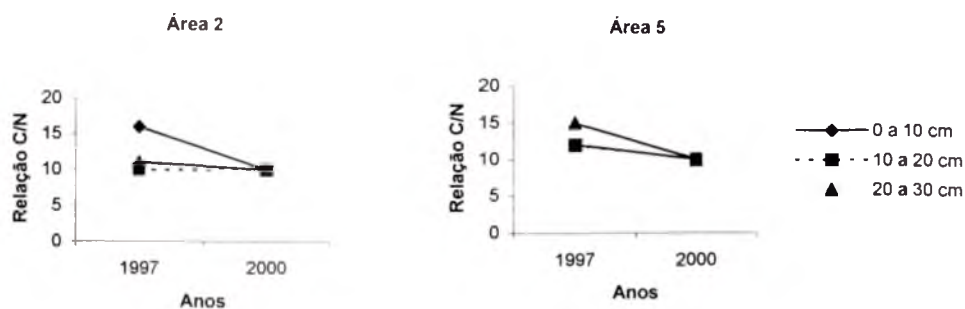 Área 2
Relação C/N
20
15
10
5
0
1997 2000
Anos
Área 5
Relação C/N
20
15
10
5
0
1997 2000
Anos
0 a 10 cm
10 a 20 cm
20 a 30 cm